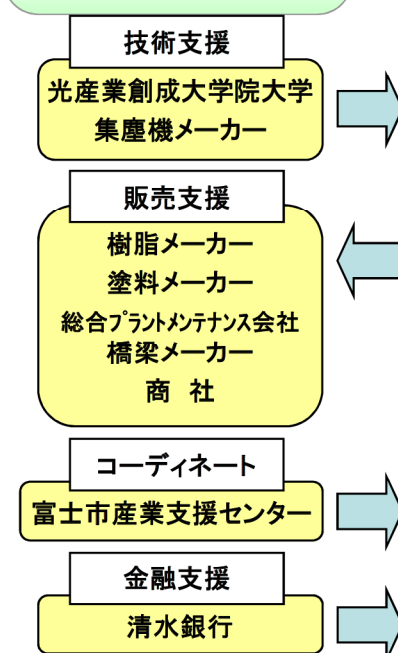 技術支援
光産業創成大学院大学
集塵機メーカー
販売支援
樹脂メーカー
塗料メーカー
総合プラントメンテナンス会社
橋梁メーカー
商 社
コーディネート
富士市産業支援センター
金融支援
清水銀行